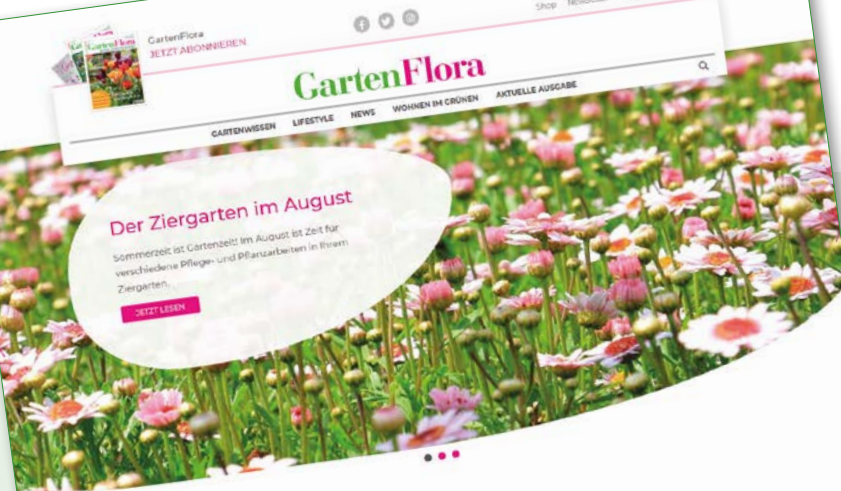 GartenFlora
JETZT ABONNIEREN
Shop
GartenFlora
GartenFlora
GARTENWISSEN LIFESTYLE NEWS WOHNEN IM GRÜNEN AKTUELLE AUSGABE
Der Ziergarten im August
Sommerzeit ist Gartenzeit! Im August ist Zeit für
verschiedene Pflege- und Pflanzarbeiten in Ihrem
Ziergarten.
JETZT LESEN